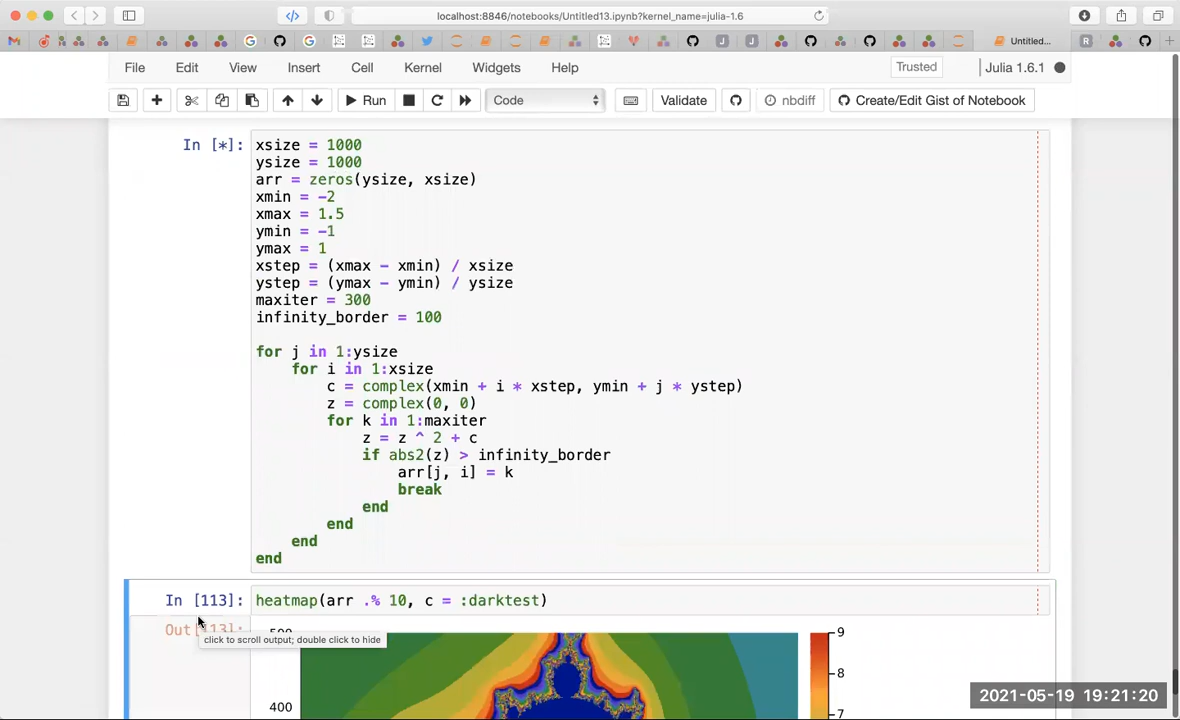 localhost:8846/notebooks/Untitled13.ipynb?kernel_name=julia-1.6
Untitled...
File Edit View Insert Cell Kernel Widgets Help Trusted Julia 1.6.1
Run Code Validate nbdiff Create/Edit Gist of Notebook
In [*]: xsize = 1000
ysize = 1000
arr = zeros(ysize, xsize)
xmin = -2
xmax = 1.5
ymin = -1
ymax = 1
xstep = (xmax - xmin) / xsize
ystep = (ymax - ymin) / ysize
maxiter = 300
infinity_border = 100
for j in 1:ysize
for i in 1:xsize
c = complex(xmin + i * xstep, ymin + j * ystep)
z = complex(0, 0)
for k in 1:maxiter
z = z ^ 2 + c
if abs2(z) > infinity_border
arr[j, i] = k
break
end
end
end
end
In [113]: heatmap(arr .% 10, c = :darktest)
Out[113]:
click to scroll output; double click to hide
500
9
8
400
7
2021-05-19 19:21:20